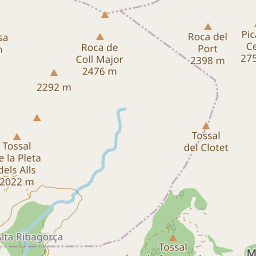 Roca de
Coll Major
2476 m
Roca del
Port
2398 m
2292 m
Tossal
de la Pleta
dels Alls
2022 m
Tossal
del Clotet
Alta Ribagorça
Tossal